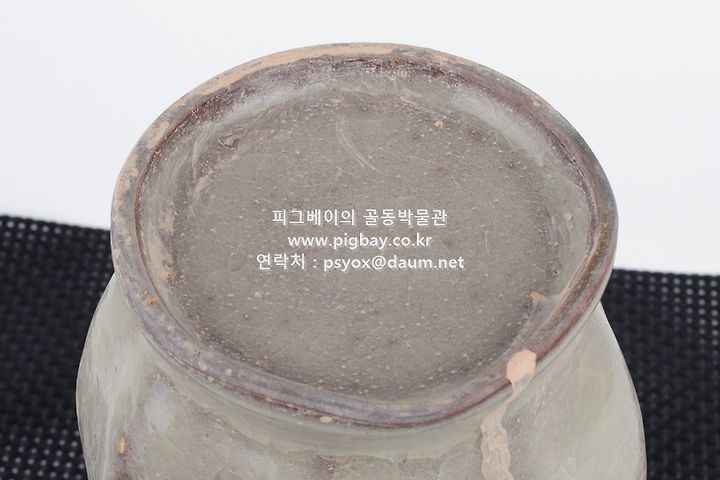 피그베이의 골동박물관
www.pigbay.co.kr
연락처 : psyox@daum.net